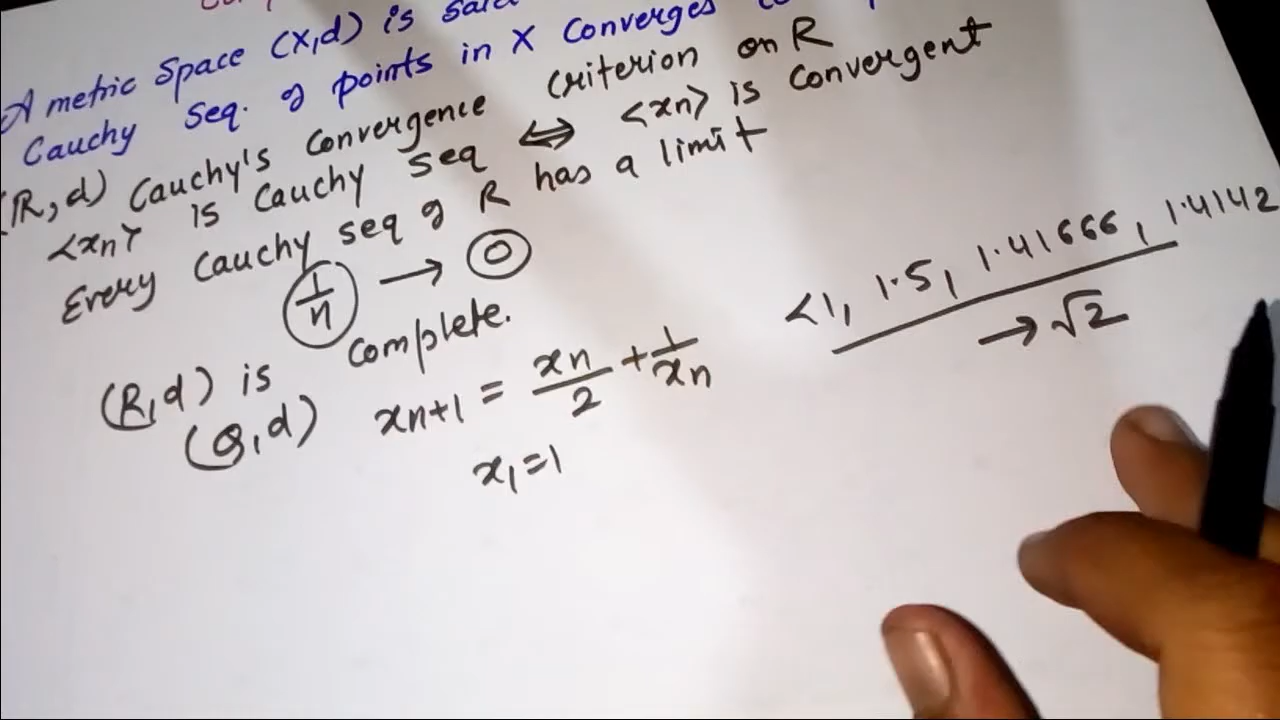 A metric space (X,d) is said
Cauchy seq. of points in X converges
(R, d) Cauchy's convergence criterion on R
<xn> is Cauchy seq ⇔ <xn> is convergent
Every Cauchy seq of R has a limit
1/n → 0
(R,d) is complete.
(Q,d) xn+1 = xn/2 + 1/xn
x1=1
<1, 1.5, 1.41666, 1.4142
→ √2